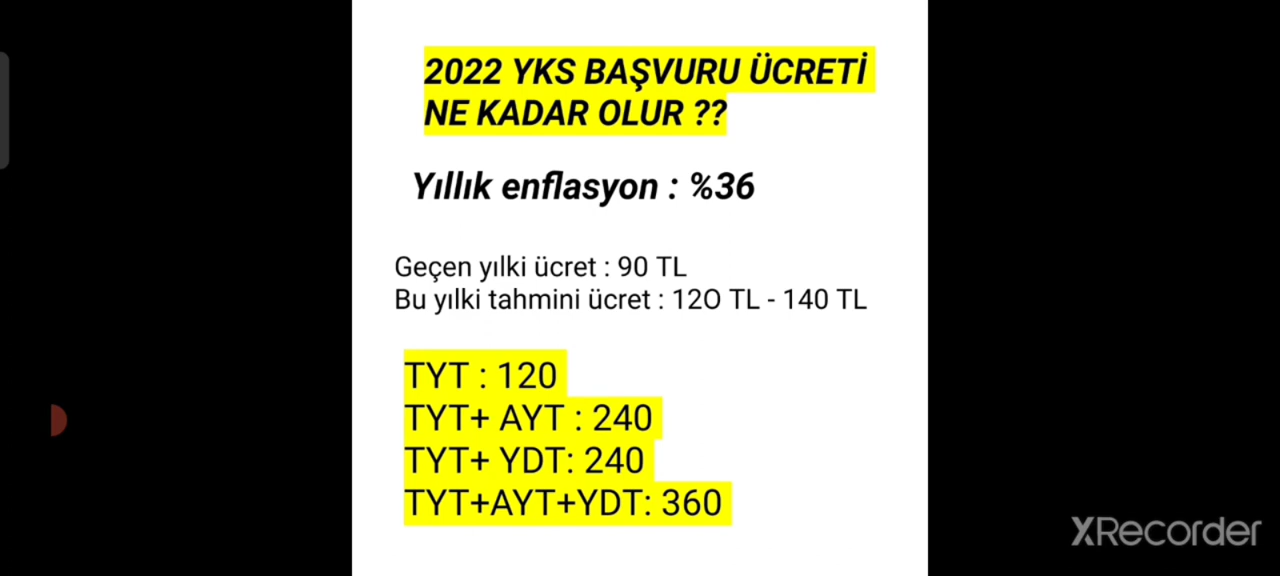 2022 YKS BAŞVURU ÜCRETİ
NE KADAR OLUR ??
Yıllık enflasyon : %36
Geçen yılki ücret : 90 TL
Bu yılki tahmini ücret : 12O TL - 140 TL
TYT : 120
TYT+ AYT : 240
TYT+ YDT: 240
TYT+AYT+YDT: 360
XRecorder